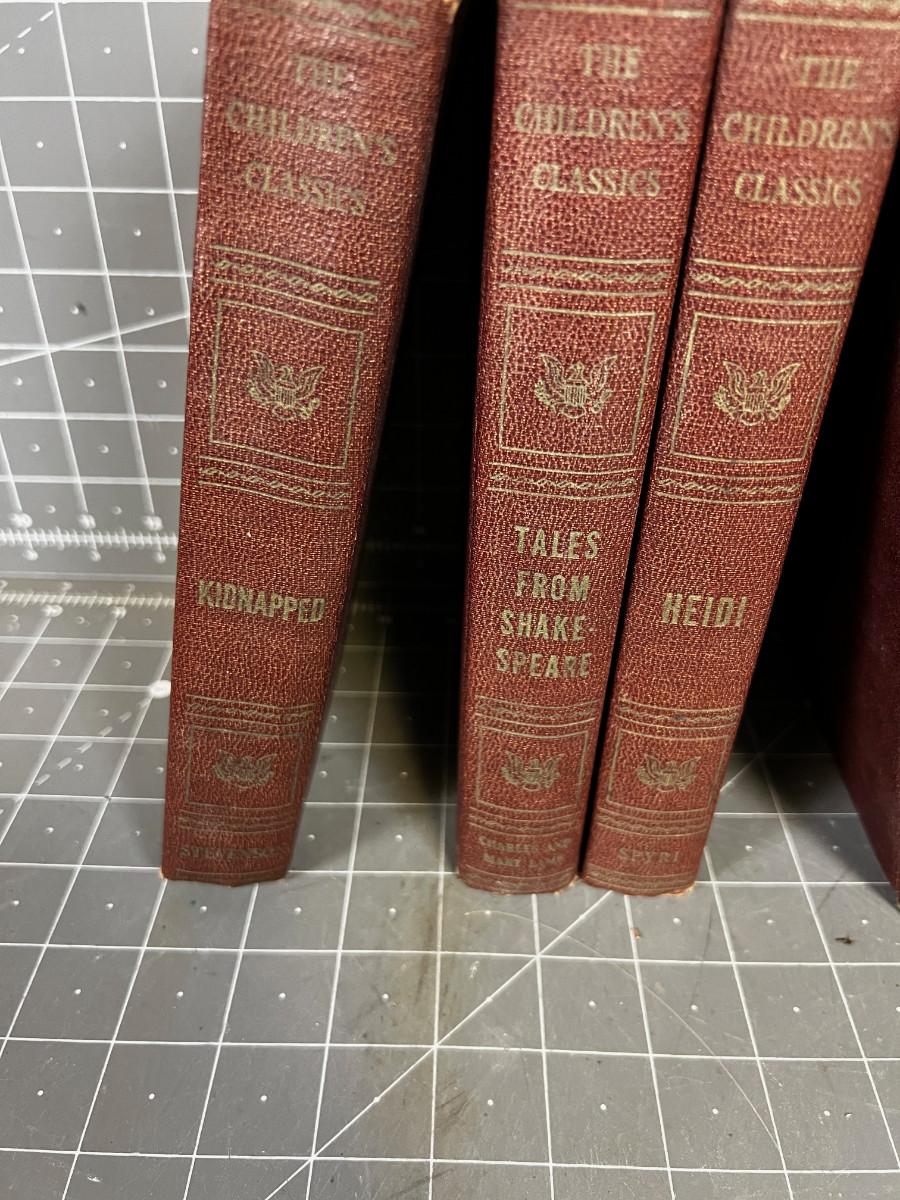 THE
CHILDREN'S
CLASSICS
KIDNAPPED
STEVENSON
THE
CHILDREN'S
CLASSICS
TALES
FROM
SHAKE-
SPEARE
CHARLES AND
MARY LAMB
THE
CHILDREN'S
CLASSICS
HEIDI
SPYRI